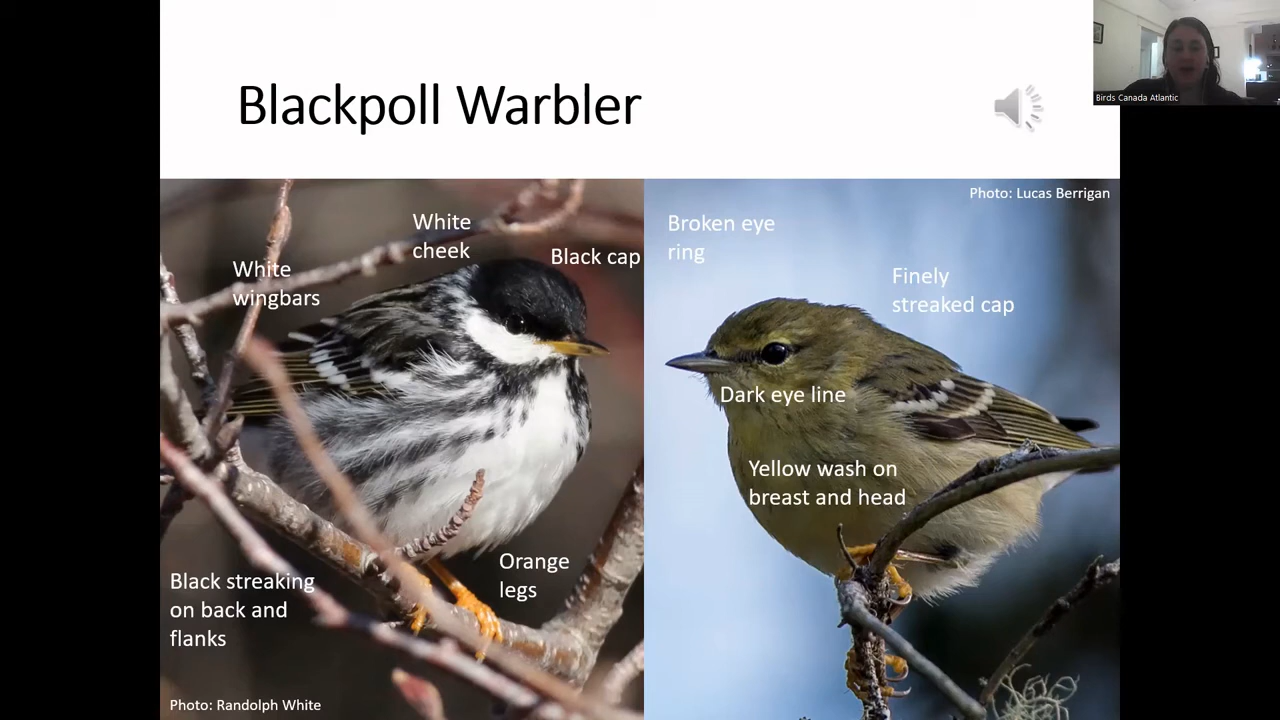 Blackpoll Warbler
Birds Canada Atlantic
Photo: Lucas Berrigan
White
cheek
Black cap
White
wingbars
Orange
legs
Black streaking
on back and
flanks
Photo: Randolph White
Broken eye
ring
Finely
streaked cap
Dark eye line
Yellow wash on
breast and head